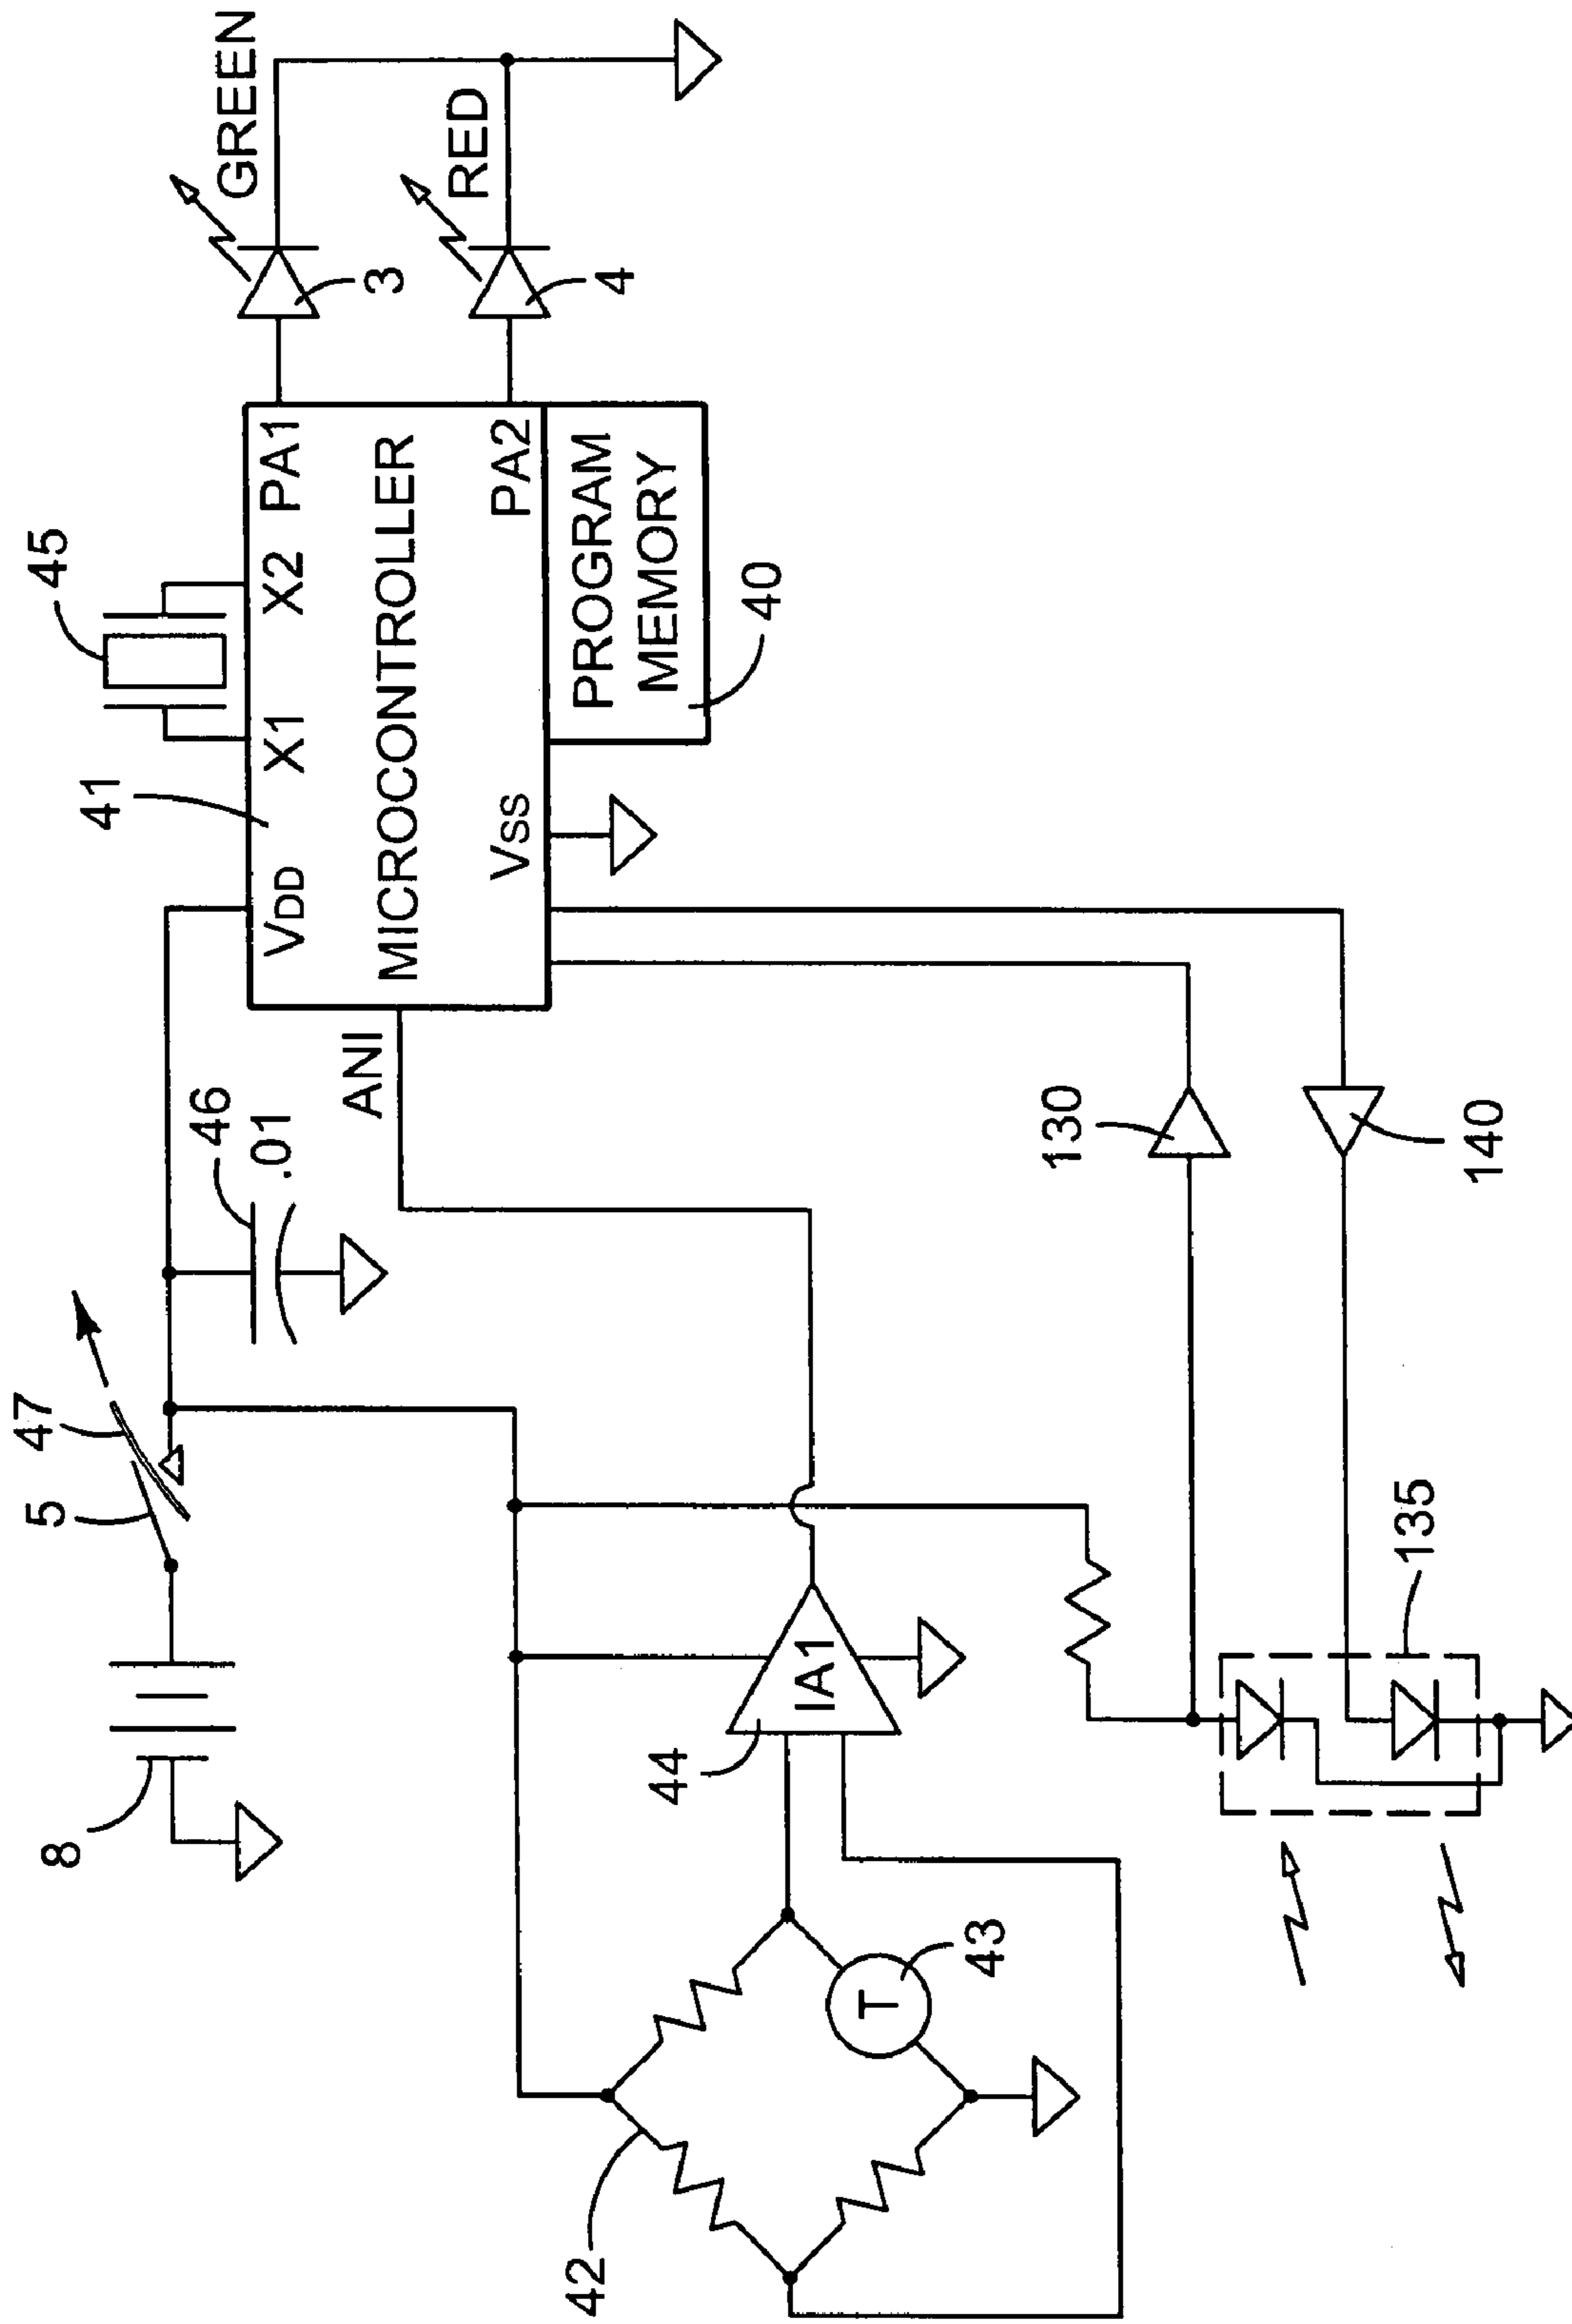 8
5
47
46
.01
41
45
VDD
X1
X2
PA1
GREEN
3
ANI
MICROCONTROLLER
VSS
PA2
RED
4
PROGRAM
MEMORY
40
42
T
43
44
IA1
130
140
135